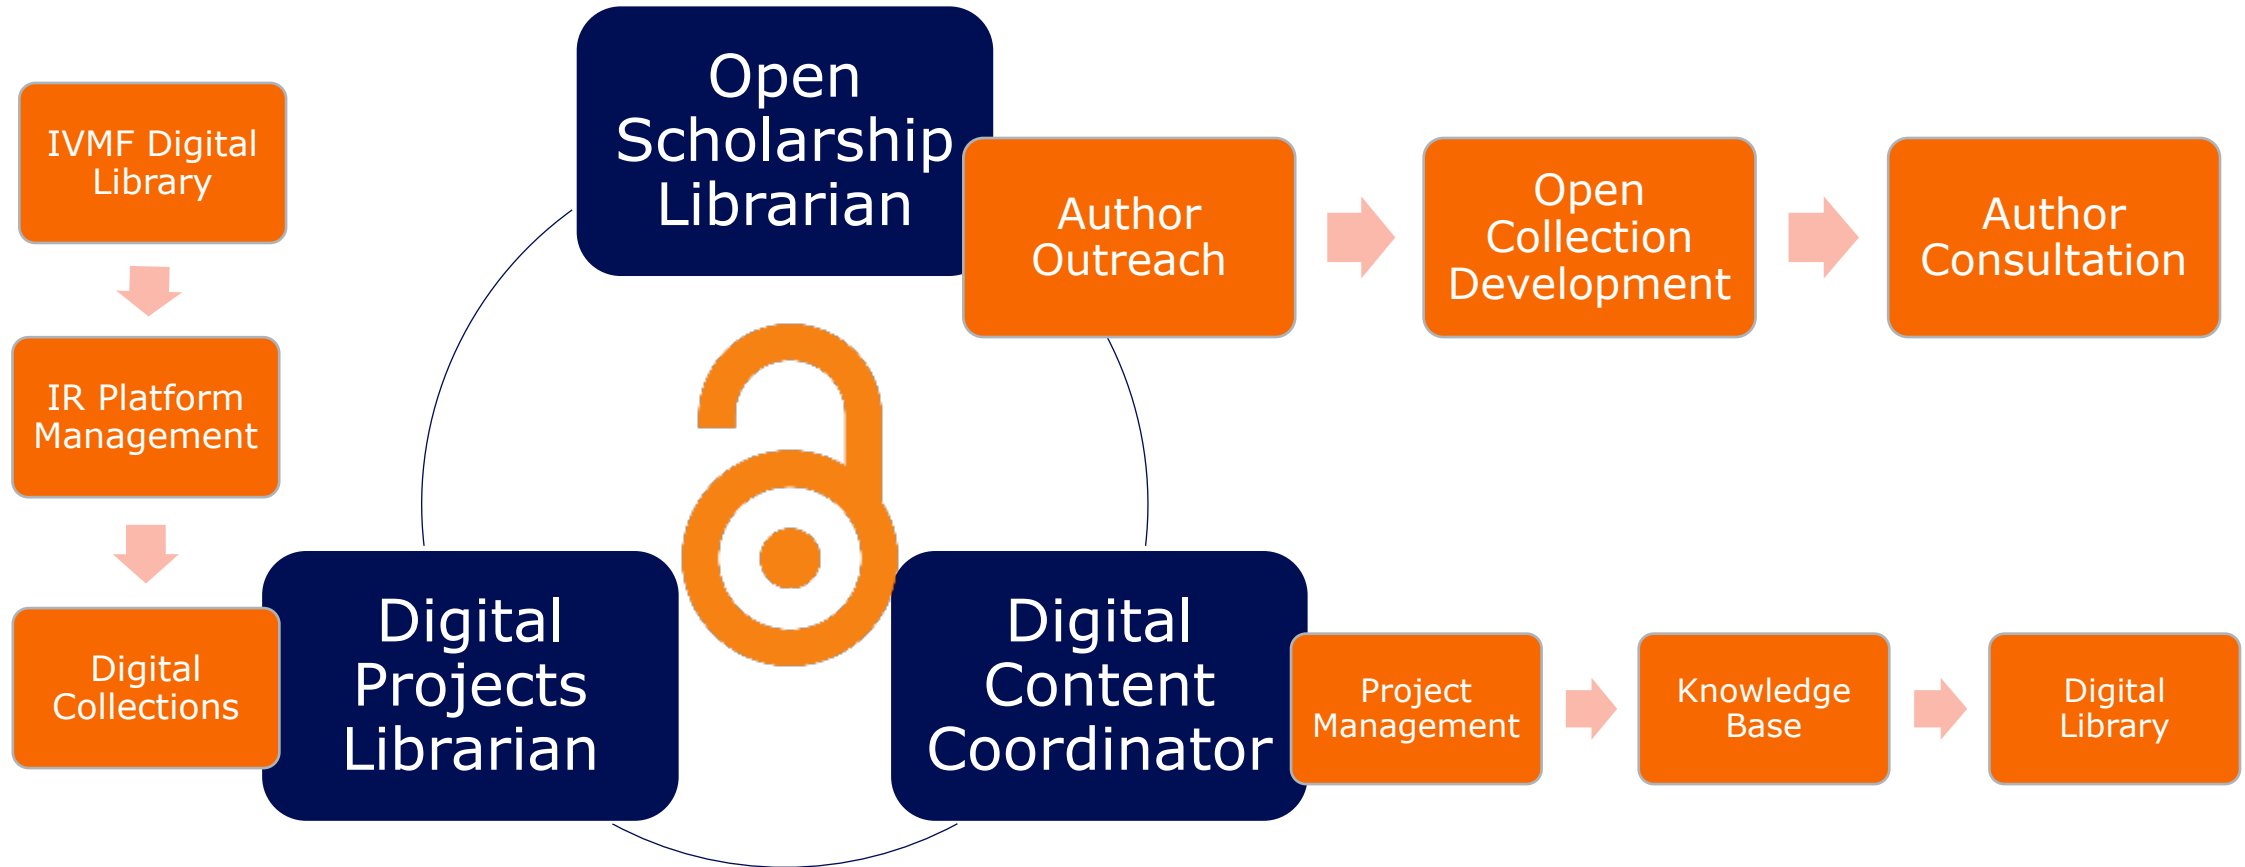 Open
Scholarship
Librarian
Author
Outreach
Open
Collection
Development
Author
Consultation
IVMF Digital
Library
IR Platform
Management
Digital
Collections
Digital
Projects
Librarian
Digital
Content
Coordinator
Project
Management
Knowledge
Base
Digital
Library